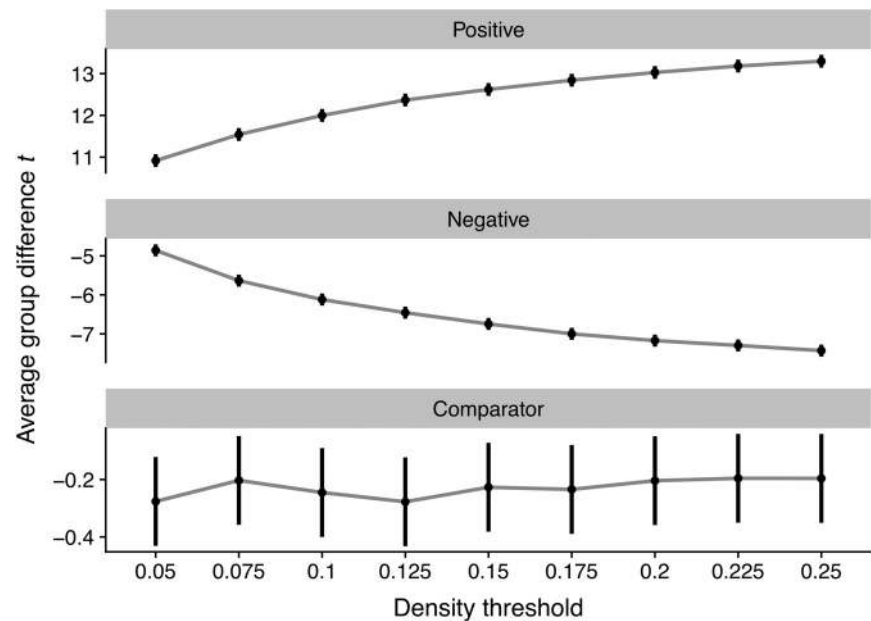 Positive
13
12
11
Negative
−5
−6
−7
Comparator
−0.2
−0.4
0.05 0.075 0.1 0.125 0.15 0.175 0.2 0.225 0.25
Density threshold
Average group difference t